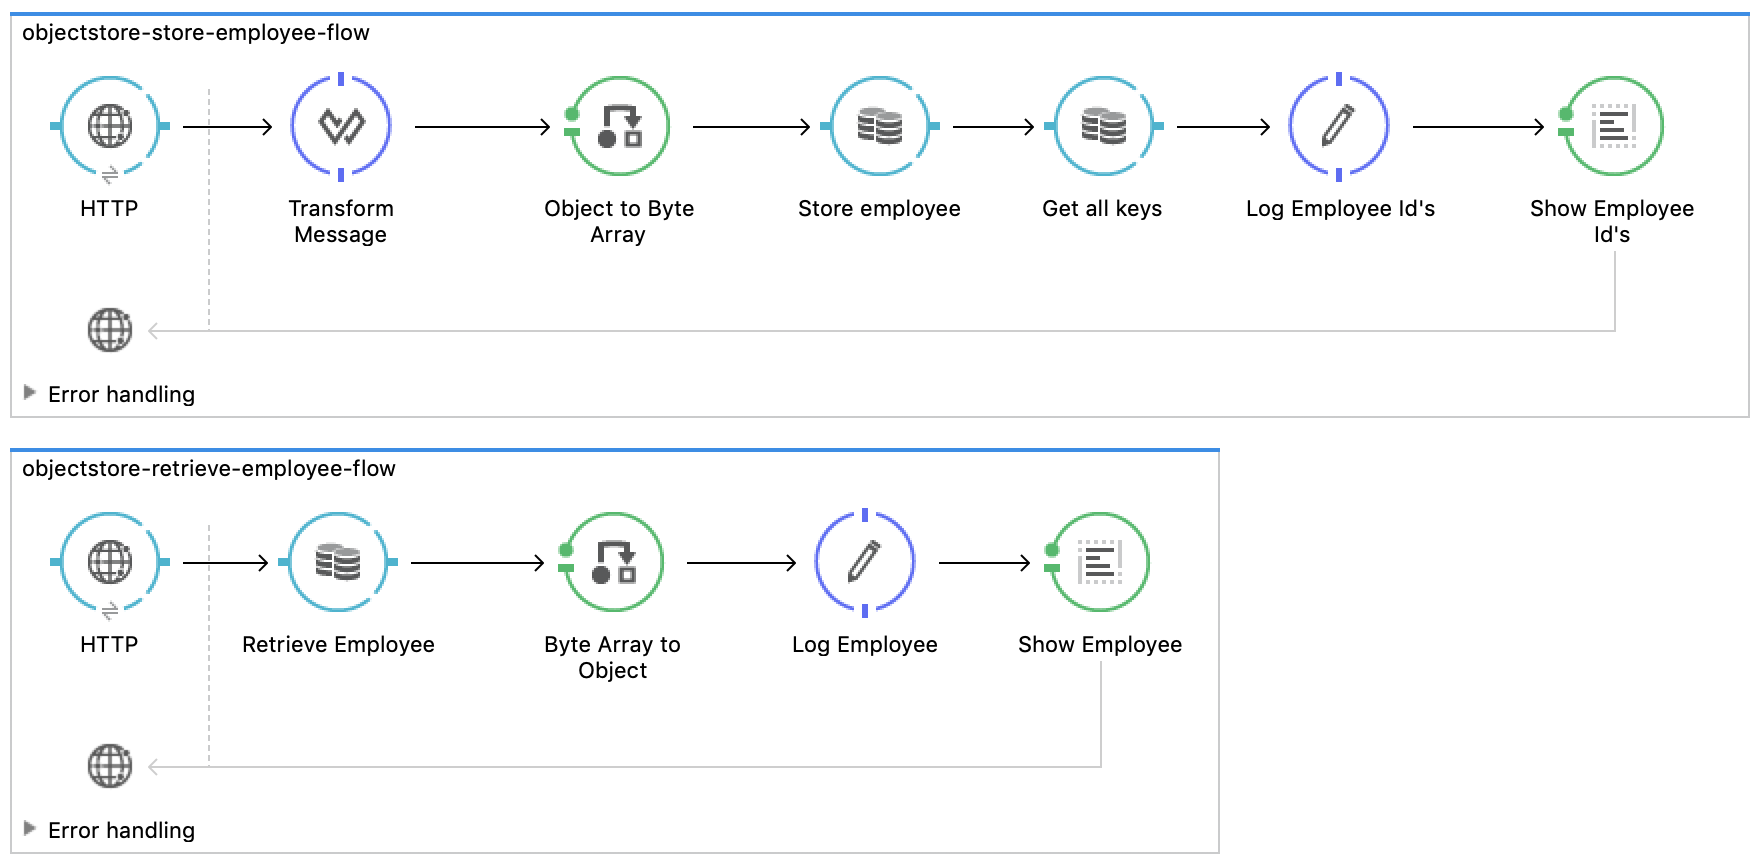 objectstore-store-employee-flow
HTTP
Transform
Message
Object to Byte
Array
Store employee
Get all keys
Log Employee Id's
Show Employee
Id's
Error handling
objectstore-retrieve-employee-flow
HTTP
Retrieve Employee
Byte Array to
Object
Log Employee
Show Employee
Error handling